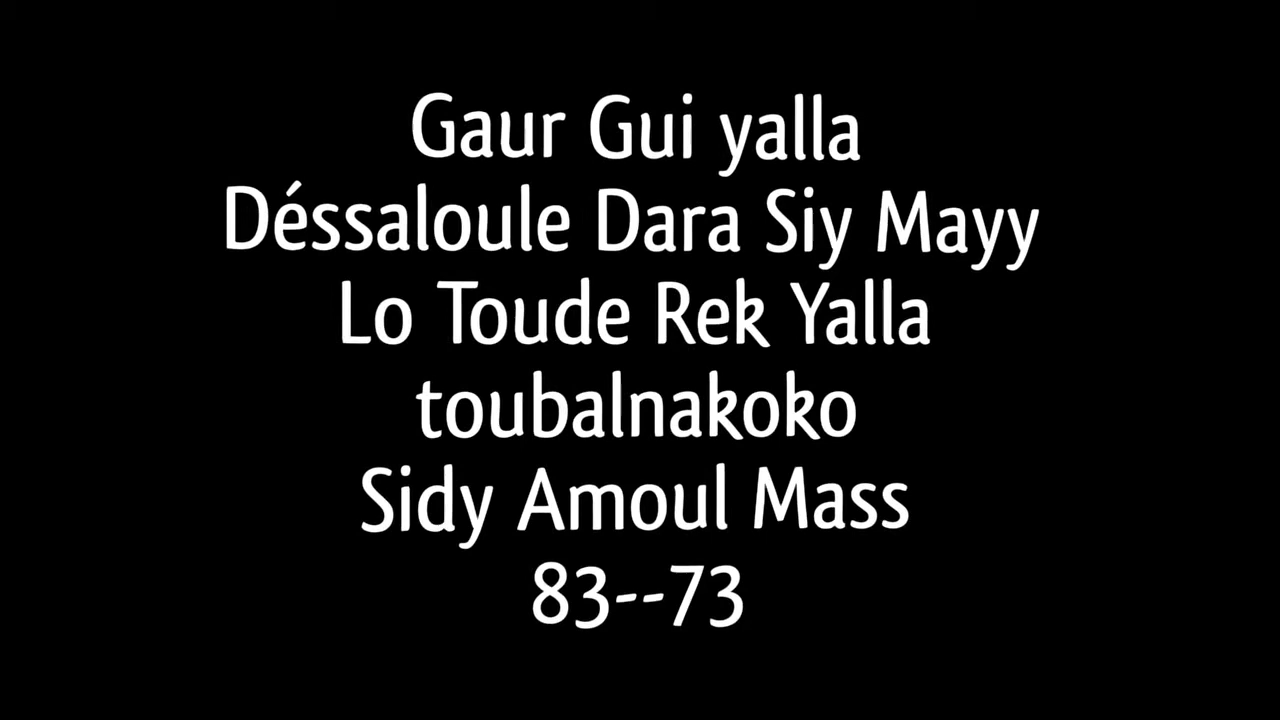 Gaur Gui yalla
Déssaloule Dara Siy Mayy
Lo Toude Rek Yalla
toubalnakoko
Sidy Amoul Mass
83--73